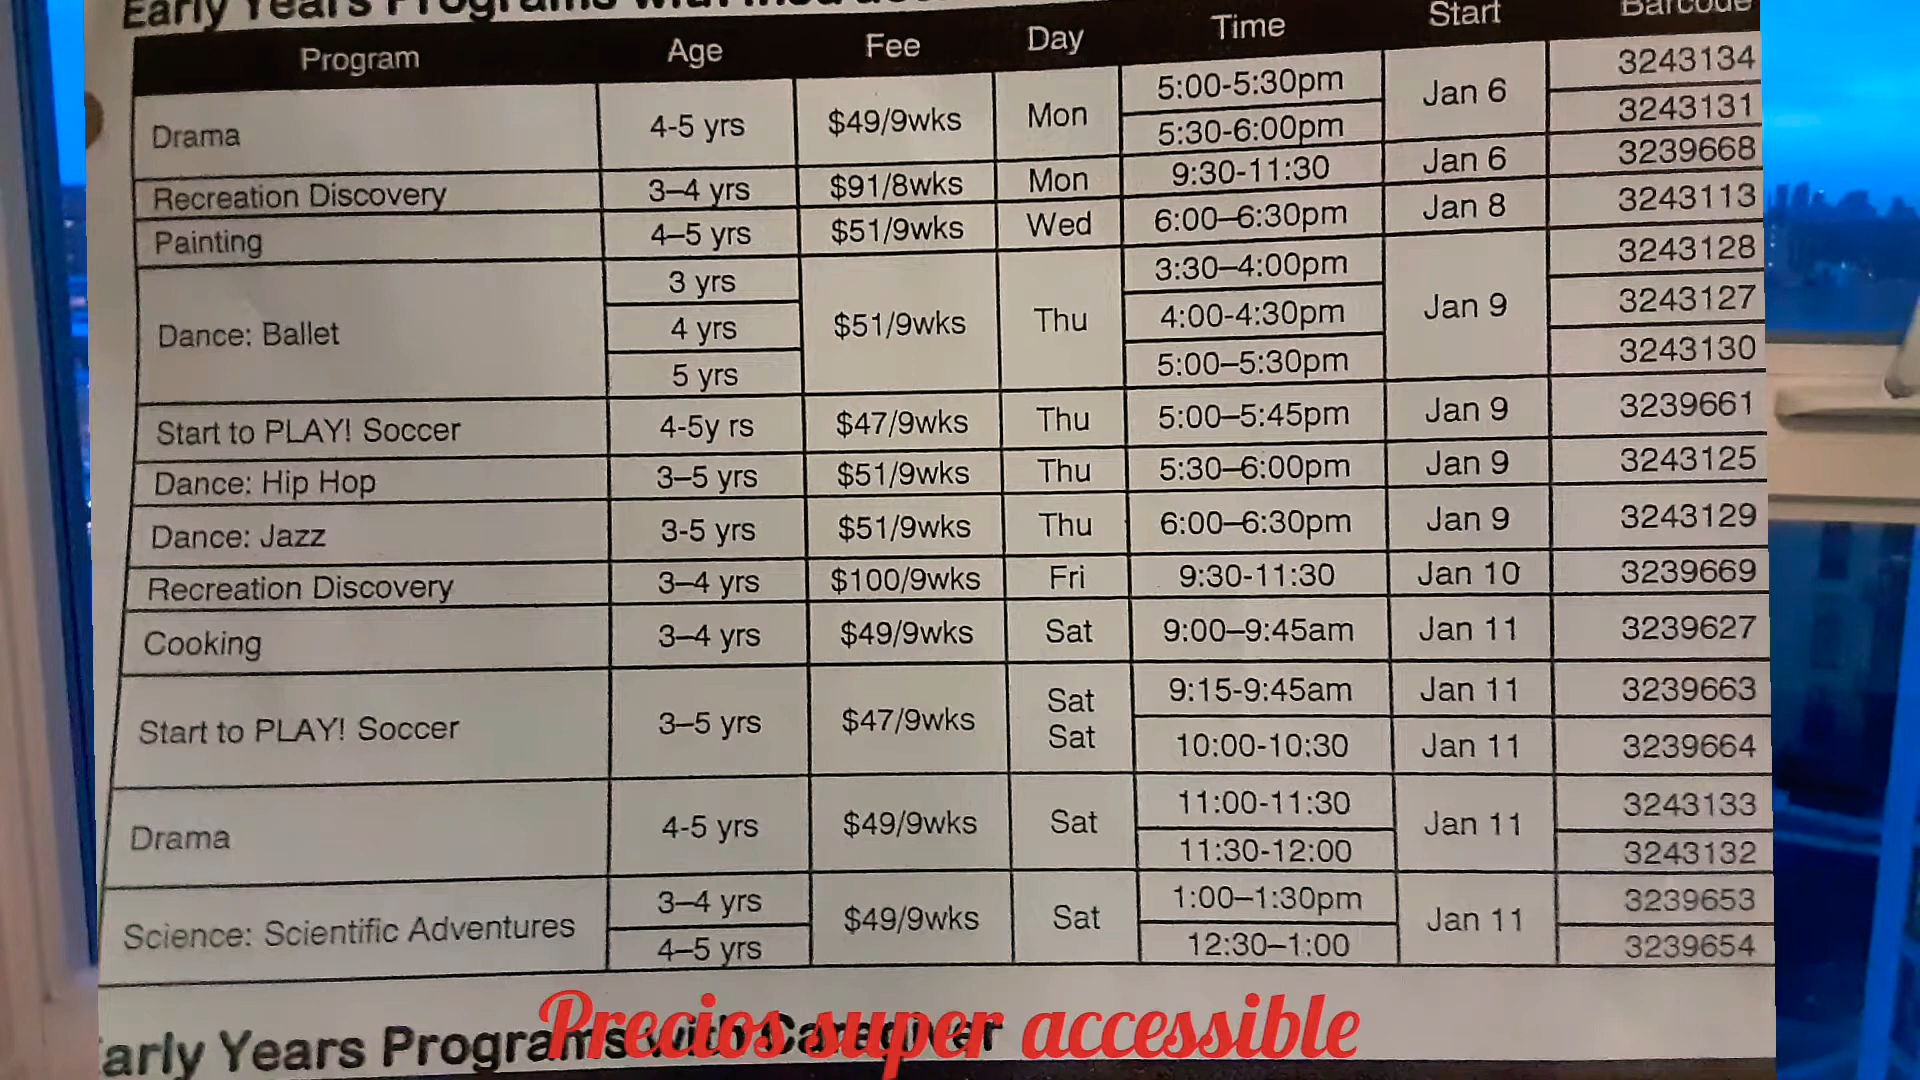 Early Years Programs with
Program Age Fee Day Time Start Barcode
Drama 4-5 yrs $49/9wks Mon 5:00-5:30pm Jan 6 3243134
5:30-6:00pm 3243131
Recreation Discovery 3–4 yrs $91/8wks Mon 9:30-11:30 Jan 6 3239668
Painting 4–5 yrs $51/9wks Wed 6:00–6:30pm Jan 8 3243113
Dance: Ballet 3 yrs $51/9wks Thu 3:30–4:00pm Jan 9 3243128
4 yrs 4:00-4:30pm 3243127
5 yrs 5:00–5:30pm 3243130
Start to PLAY! Soccer 4-5y rs $47/9wks Thu 5:00–5:45pm Jan 9 3239661
Dance: Hip Hop 3–5 yrs $51/9wks Thu 5:30–6:00pm Jan 9 3243125
Dance: Jazz 3-5 yrs $51/9wks Thu 6:00–6:30pm Jan 9 3243129
Recreation Discovery 3–4 yrs $100/9wks Fri 9:30-11:30 Jan 10 3239669
Cooking 3–4 yrs $49/9wks Sat 9:00–9:45am Jan 11 3239627
Start to PLAY! Soccer 3–5 yrs $47/9wks Sat 9:15-9:45am Jan 11 3239663
Sat 10:00-10:30 Jan 11 3239664
Drama 4-5 yrs $49/9wks Sat 11:00-11:30 Jan 11 3243133
11:30-12:00 3243132
Science: Scientific Adventures 3–4 yrs $49/9wks Sat 1:00–1:30pm Jan 11 3239653
4–5 yrs 12:30–1:00 3239654
Early Years Programs with Caregiver
Precios super accessible